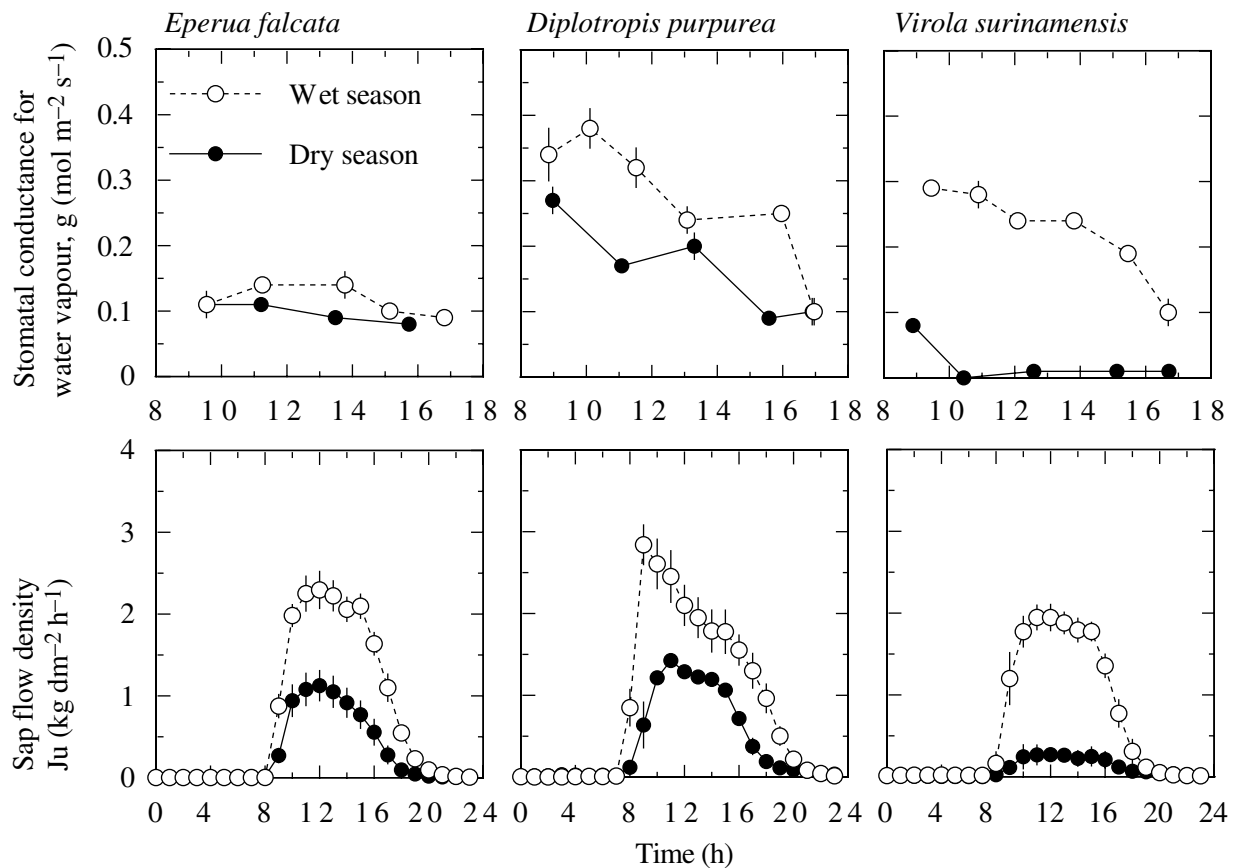 Eperua falcata
Diplotropis purpurea
Virola surinamensis
Stomatal conductance for
water vapour, g (mol m⁻² s⁻¹)
0.5
0.4
0.3
0.2
0.1
0
Wet season
Dry season
8 10 12 14 16 18
8 10 12 14 16 18
8 10 12 14 16 18
Sap flow density
Ju (kg dm⁻² h⁻¹)
4
3
2
1
0
0 4 8 12 16 20 24
0 4 8 12 16 20 24
0 4 8 12 16 20 24
Time (h)